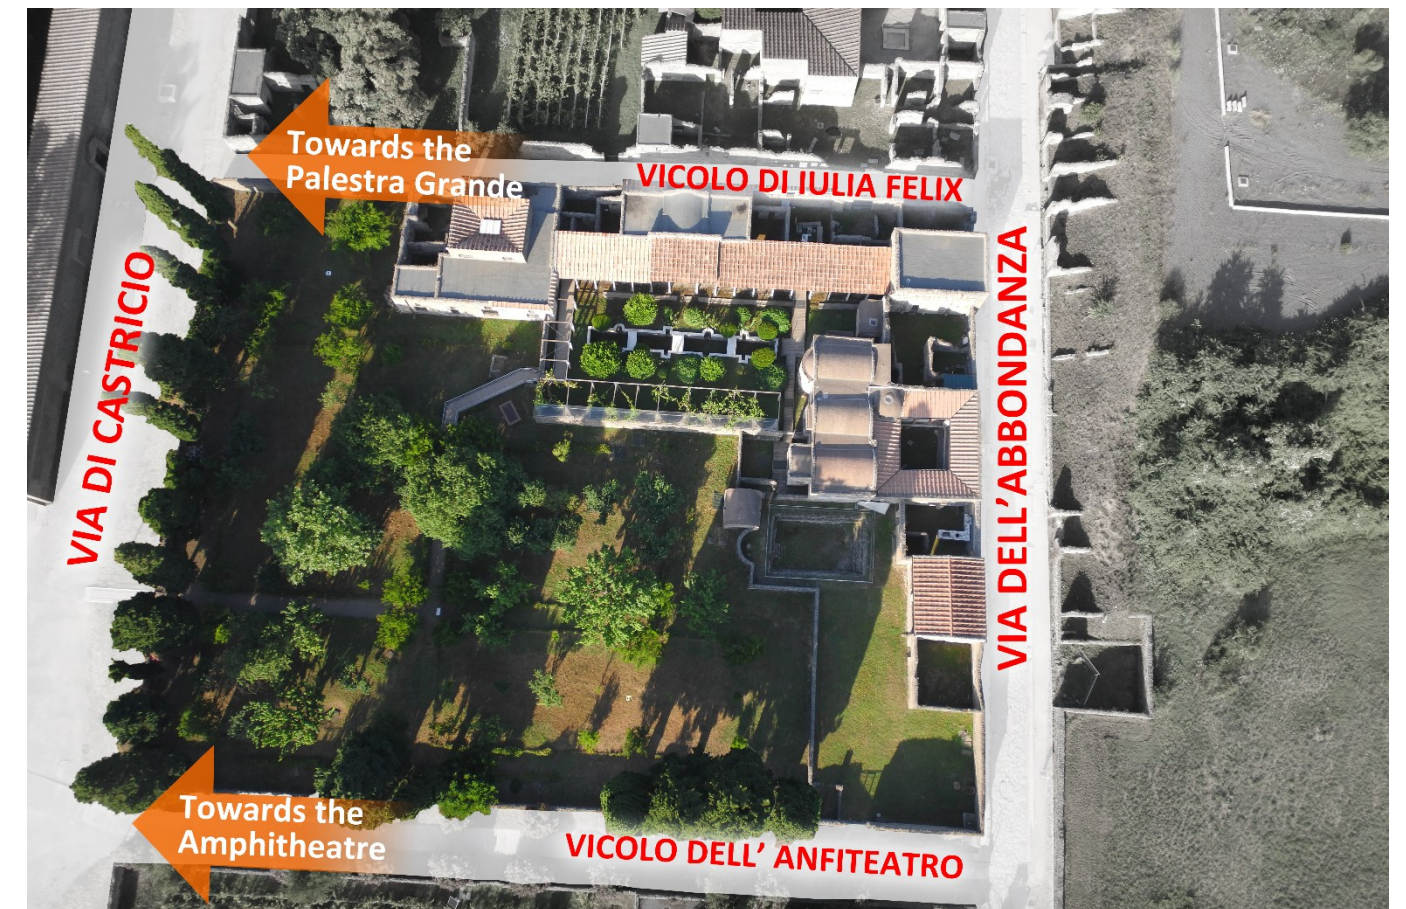 Towards the
Palestra Grande
VICOLO DI IULIA FELIX
VIA DI CASTRICIO
VIA DELL'ABBONDANZA
Towards the
Amphitheatre
VICOLO DELL' ANFITEATRO